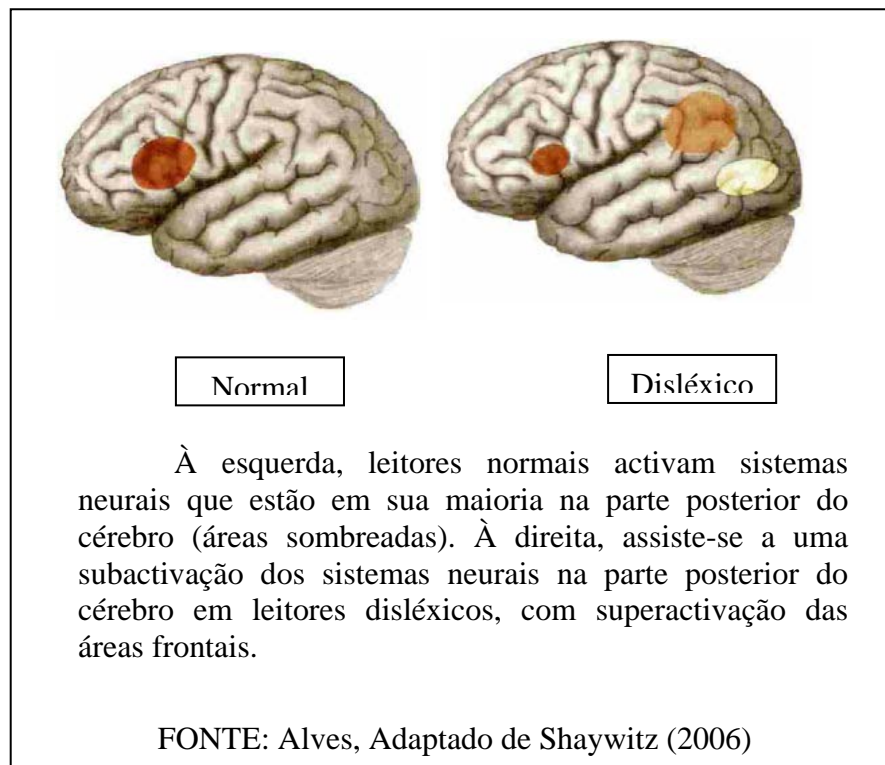 Normal
Disléxico
À esquerda, leitores normais activam sistemas
neurais que estão em sua maioria na parte posterior do
cérebro (áreas sombreadas). À direita, assiste-se a uma
subactivação dos sistemas neurais na parte posterior do
cérebro em leitores disléxicos, com superactivação das
áreas frontais.
FONTE: Alves, Adaptado de Shaywitz (2006)